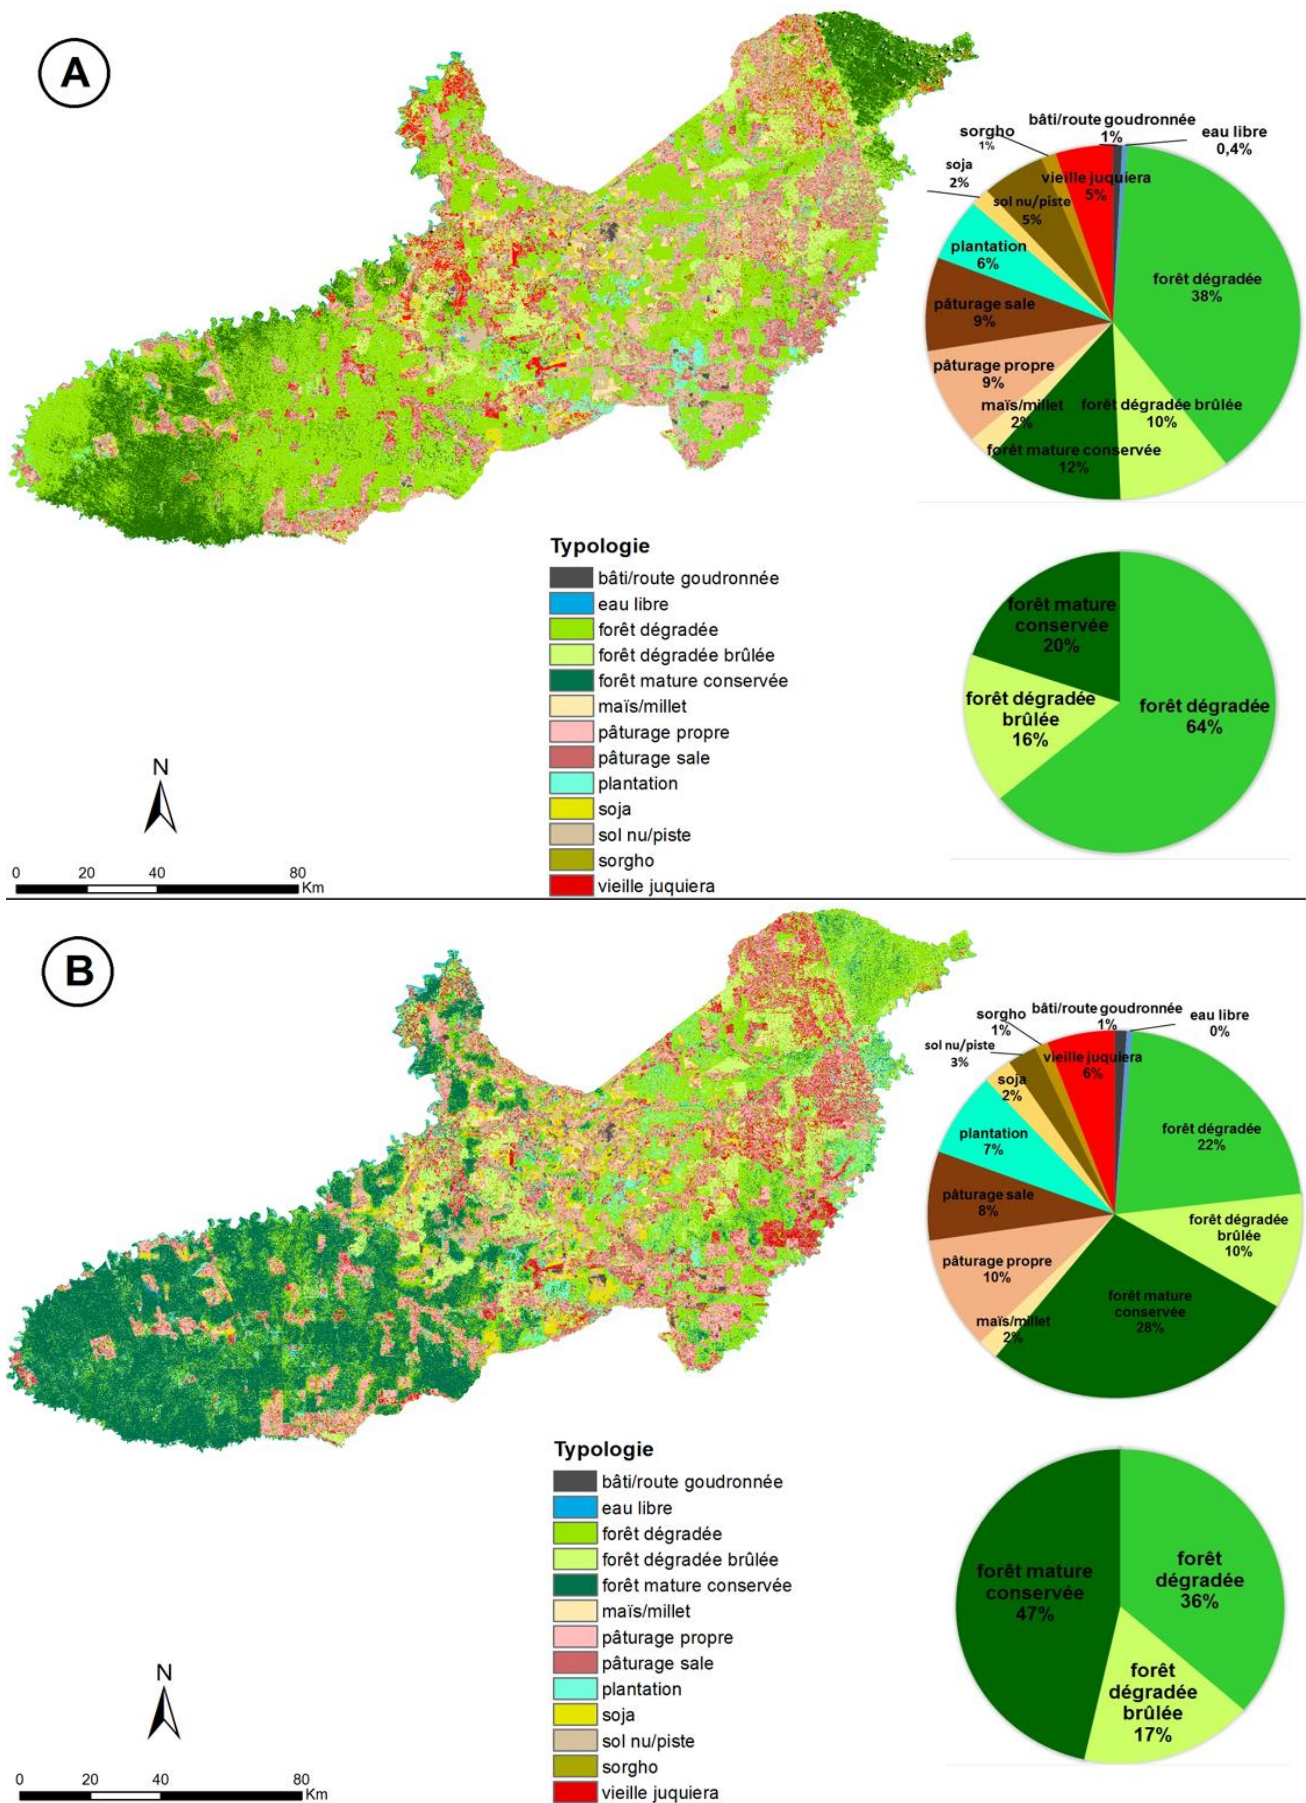 A
bâti/route goudronnée
1%
eau libre
0,4%
sorgho
1%
soja
2%
vieille juquiera
5%
sol nu/piste
5%
plantation
6%
forêt dégradée
38%
pâturage sale
9%
pâturage propre
9%
maïs/millet
2%
forêt dégradée brûlée
10%
forêt mature conservée
12%
Typologie
bâti/route goudronnée
eau libre
forêt dégradée
forêt dégradée brûlée
forêt mature conservée
maïs/millet
pâturage propre
pâturage sale
plantation
soja
sol nu/piste
sorgho
vieille juquiera
forêt mature
conservée
20%
forêt dégradée
brûlée
16%
forêt dégradée
64%
N
0 20 40 80
Km
B
bâti/route goudronnée
1%
eau libre
0%
sorgho
1%
sol nu/piste
3%
vieille juquiera
6%
soja
2%
plantation
7%
forêt dégradée
22%
pâturage sale
8%
forêt dégradée
brûlée
10%
pâturage propre
10%
forêt mature
conservée
28%
maïs/millet
2%
Typologie
bâti/route goudronnée
eau libre
forêt dégradée
forêt dégradée brûlée
forêt mature conservée
maïs/millet
pâturage propre
pâturage sale
plantation
soja
sol nu/piste
sorgho
vieille juquiera
forêt mature
conservée
47%
forêt
dégradée
36%
forêt
dégradée
brûlée
17%
N
0 20 40 80
Km